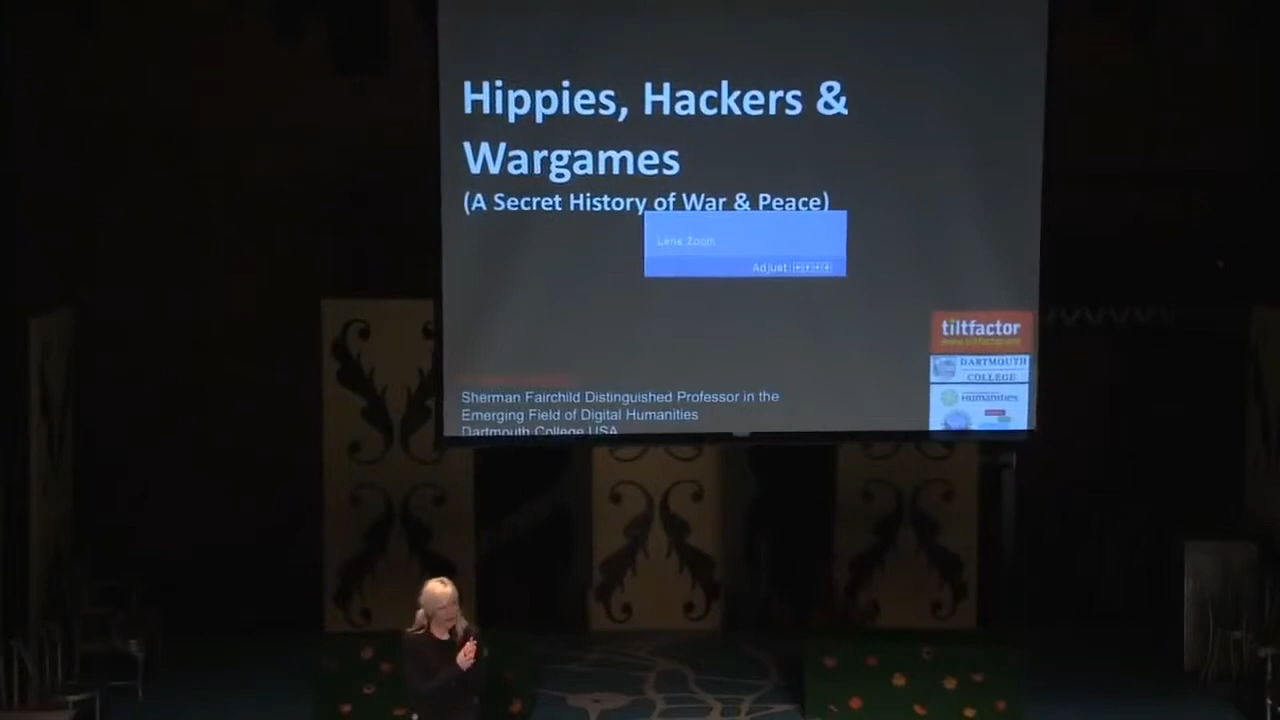 Hippies, Hackers &
Wargames
(A Secret History of War & Peace)
Lens Zoom
Adjust:
tiltfactor
DARTMOUTH
COLLEGE
Humanities
Sherman Fairchild Distinguished Professor in the
Emerging Field of Digital Humanities
Dartmouth College USA